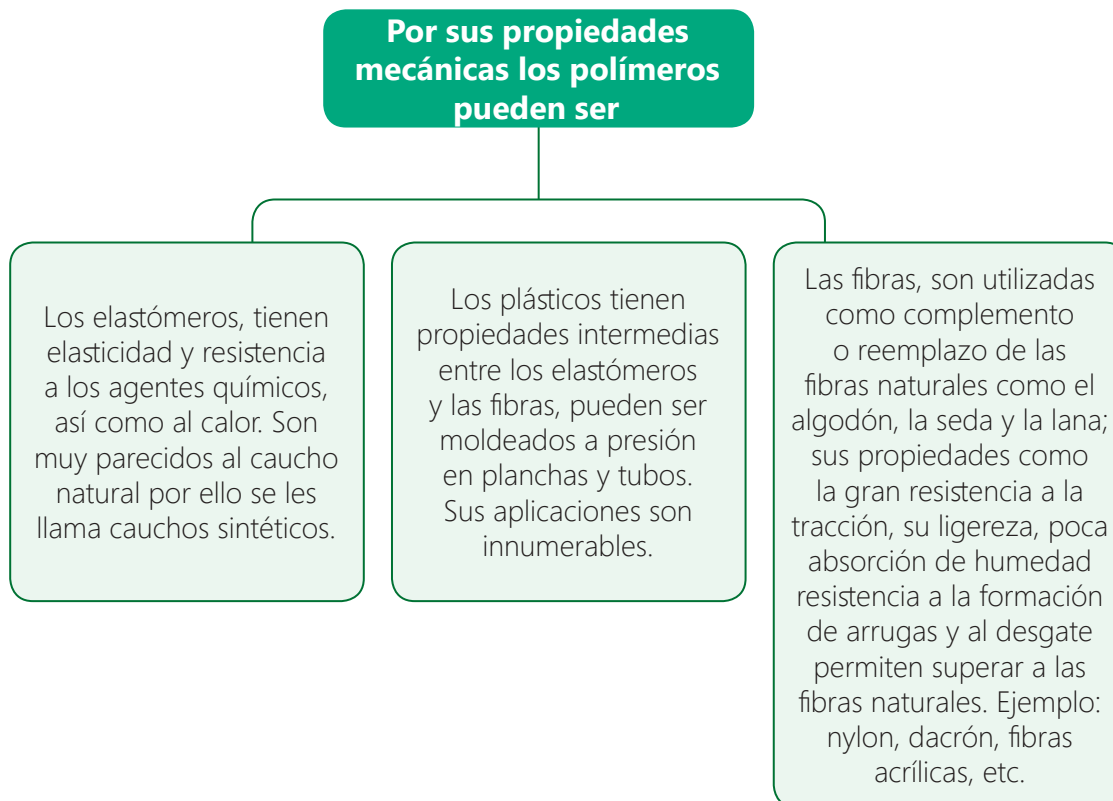 Por sus propiedades
mecánicas los polímeros
pueden ser
Los elastómeros, tienen
elasticidad y resistencia
a los agentes químicos,
así como al calor. Son
muy parecidos al caucho
natural por ello se les
llama cauchos sintéticos.
Los plásticos tienen
propiedades intermedias
entre los elastómeros
y las fibras, pueden ser
moldeados a presión
en planchas y tubos.
Sus aplicaciones son
innumerables.
Las fibras, son utilizadas
como complemento
o reemplazo de las
fibras naturales como el
algodón, la seda y la lana;
sus propiedades como
la gran resistencia a la
tracción, su ligereza, poca
absorción de humedad
resistencia a la formación
de arrugas y al desgate
permiten superar a las
fibras naturales. Ejemplo:
nylon, dacrón, fibras
acrílicas, etc.